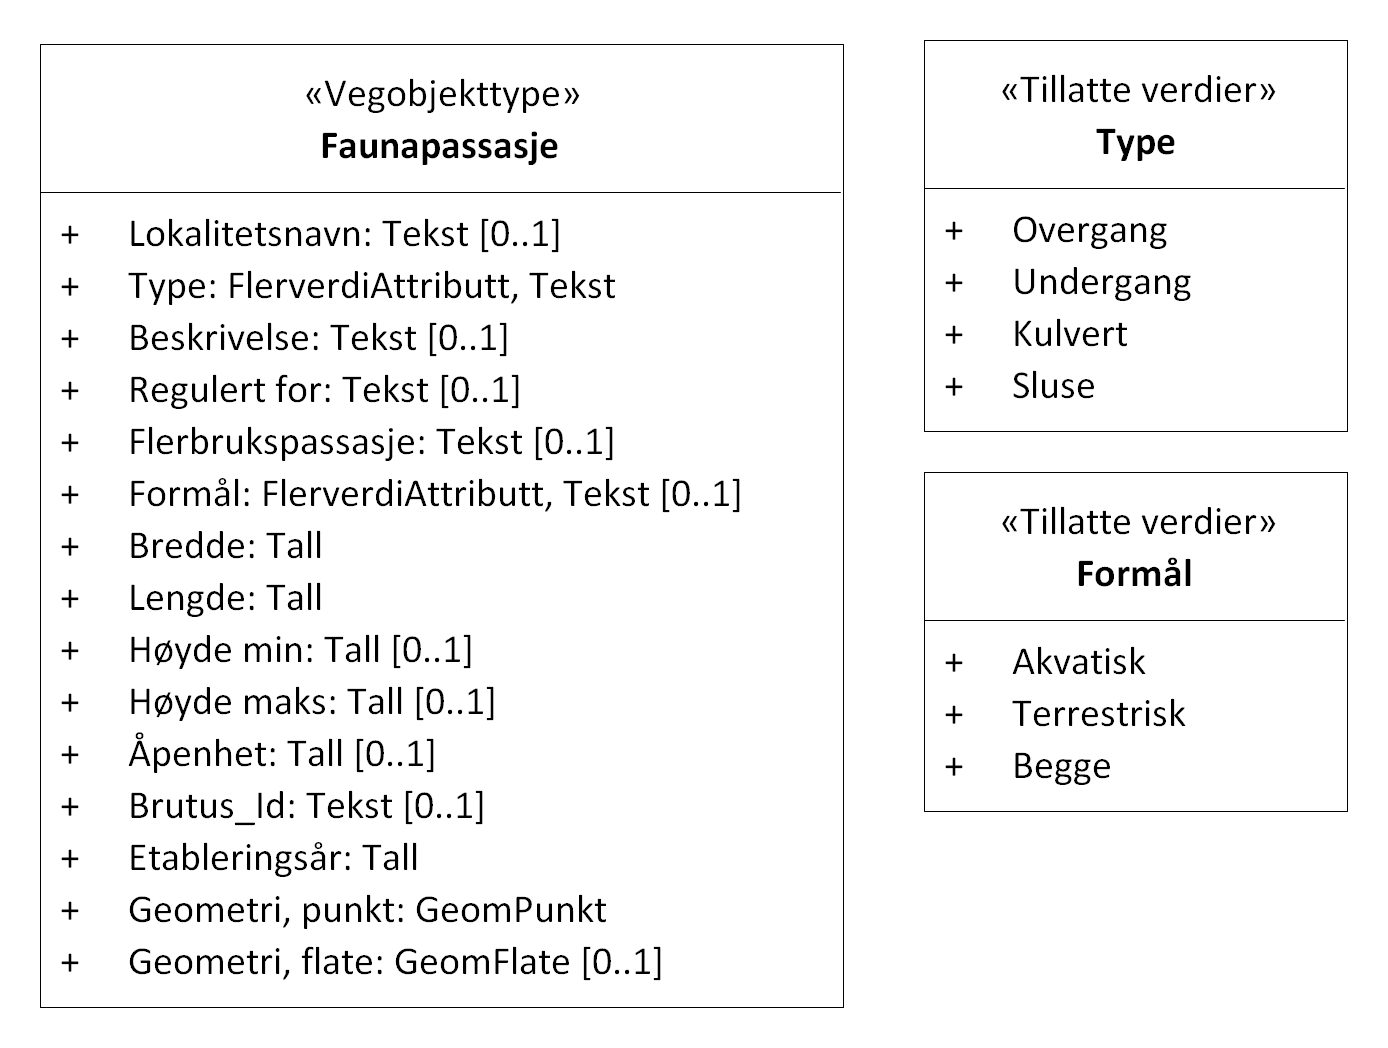 «Vegobjekttype»
Faunapassasje
+ Lokalitetsnavn: Tekst [0..1]
+ Type: FlerverdiAttributt, Tekst
+ Beskrivelse: Tekst [0..1]
+ Regulert for: Tekst [0..1]
+ Flerbrukspassasje: Tekst [0..1]
+ Formål: FlerverdiAttributt, Tekst [0..1]
+ Bredde: Tall
+ Lengde: Tall
+ Høyde min: Tall [0..1]
+ Høyde maks: Tall [0..1]
+ Åpenhet: Tall [0..1]
+ Brutus_Id: Tekst [0..1]
+ Etableringsår: Tall
+ Geometri, punkt: GeomPunkt
+ Geometri, flate: GeomFlate [0..1]
«Tillatte verdier»
Type
+ Overgang
+ Undergang
+ Kulvert
+ Sluse
«Tillatte verdier»
Formål
+ Akvatisk
+ Terrestrisk
+ Begge